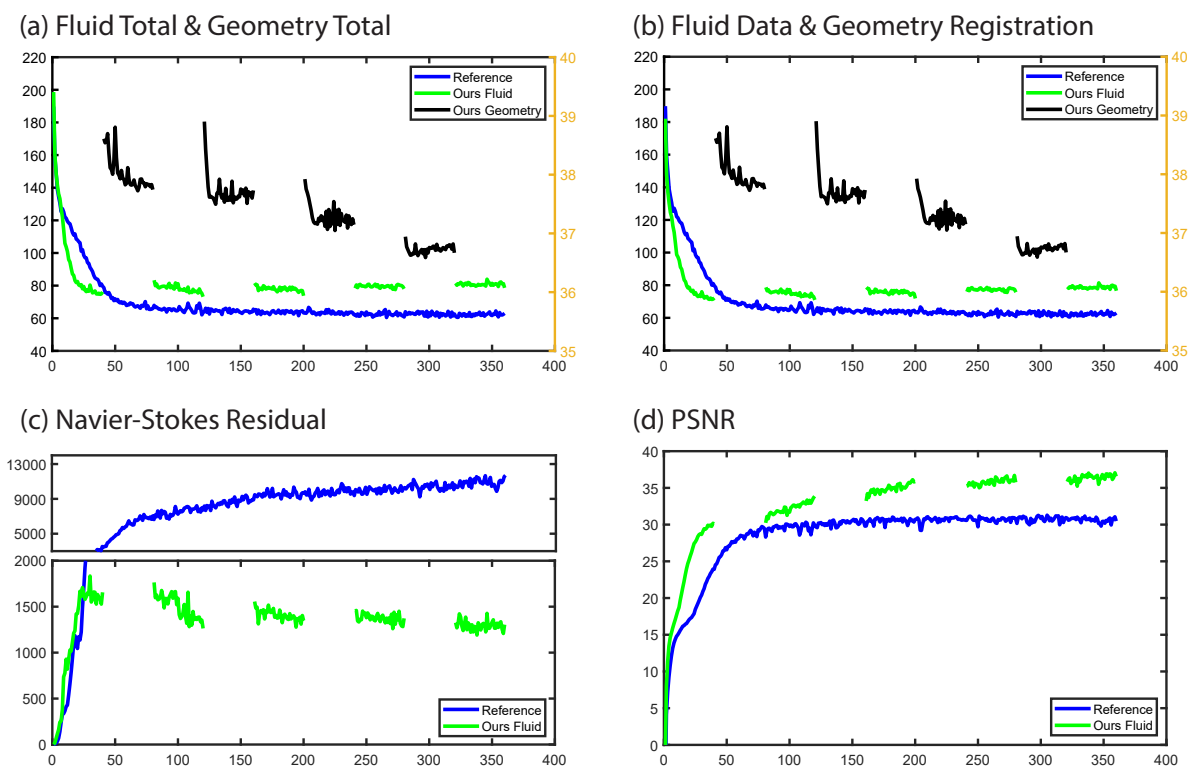 (a) Fluid Total & Geometry Total
220
200
180
160
140
120
100
80
60
40
40
39
38
37
36
35
0 50 100 150 200 250 300 350 400
Reference
Ours Fluid
Ours Geometry
(b) Fluid Data & Geometry Registration
220
200
180
160
140
120
100
80
60
40
40
39
38
37
36
35
0 50 100 150 200 250 300 350 400
Reference
Ours Fluid
Ours Geometry
(c) Navier-Stokes Residual
13000
9000
5000
2000
1500
1000
500
0
0 50 100 150 200 250 300 350 400
Reference
Ours Fluid
(d) PSNR
40
35
30
25
20
15
10
5
0
0 50 100 150 200 250 300 350 400
Reference
Ours Fluid